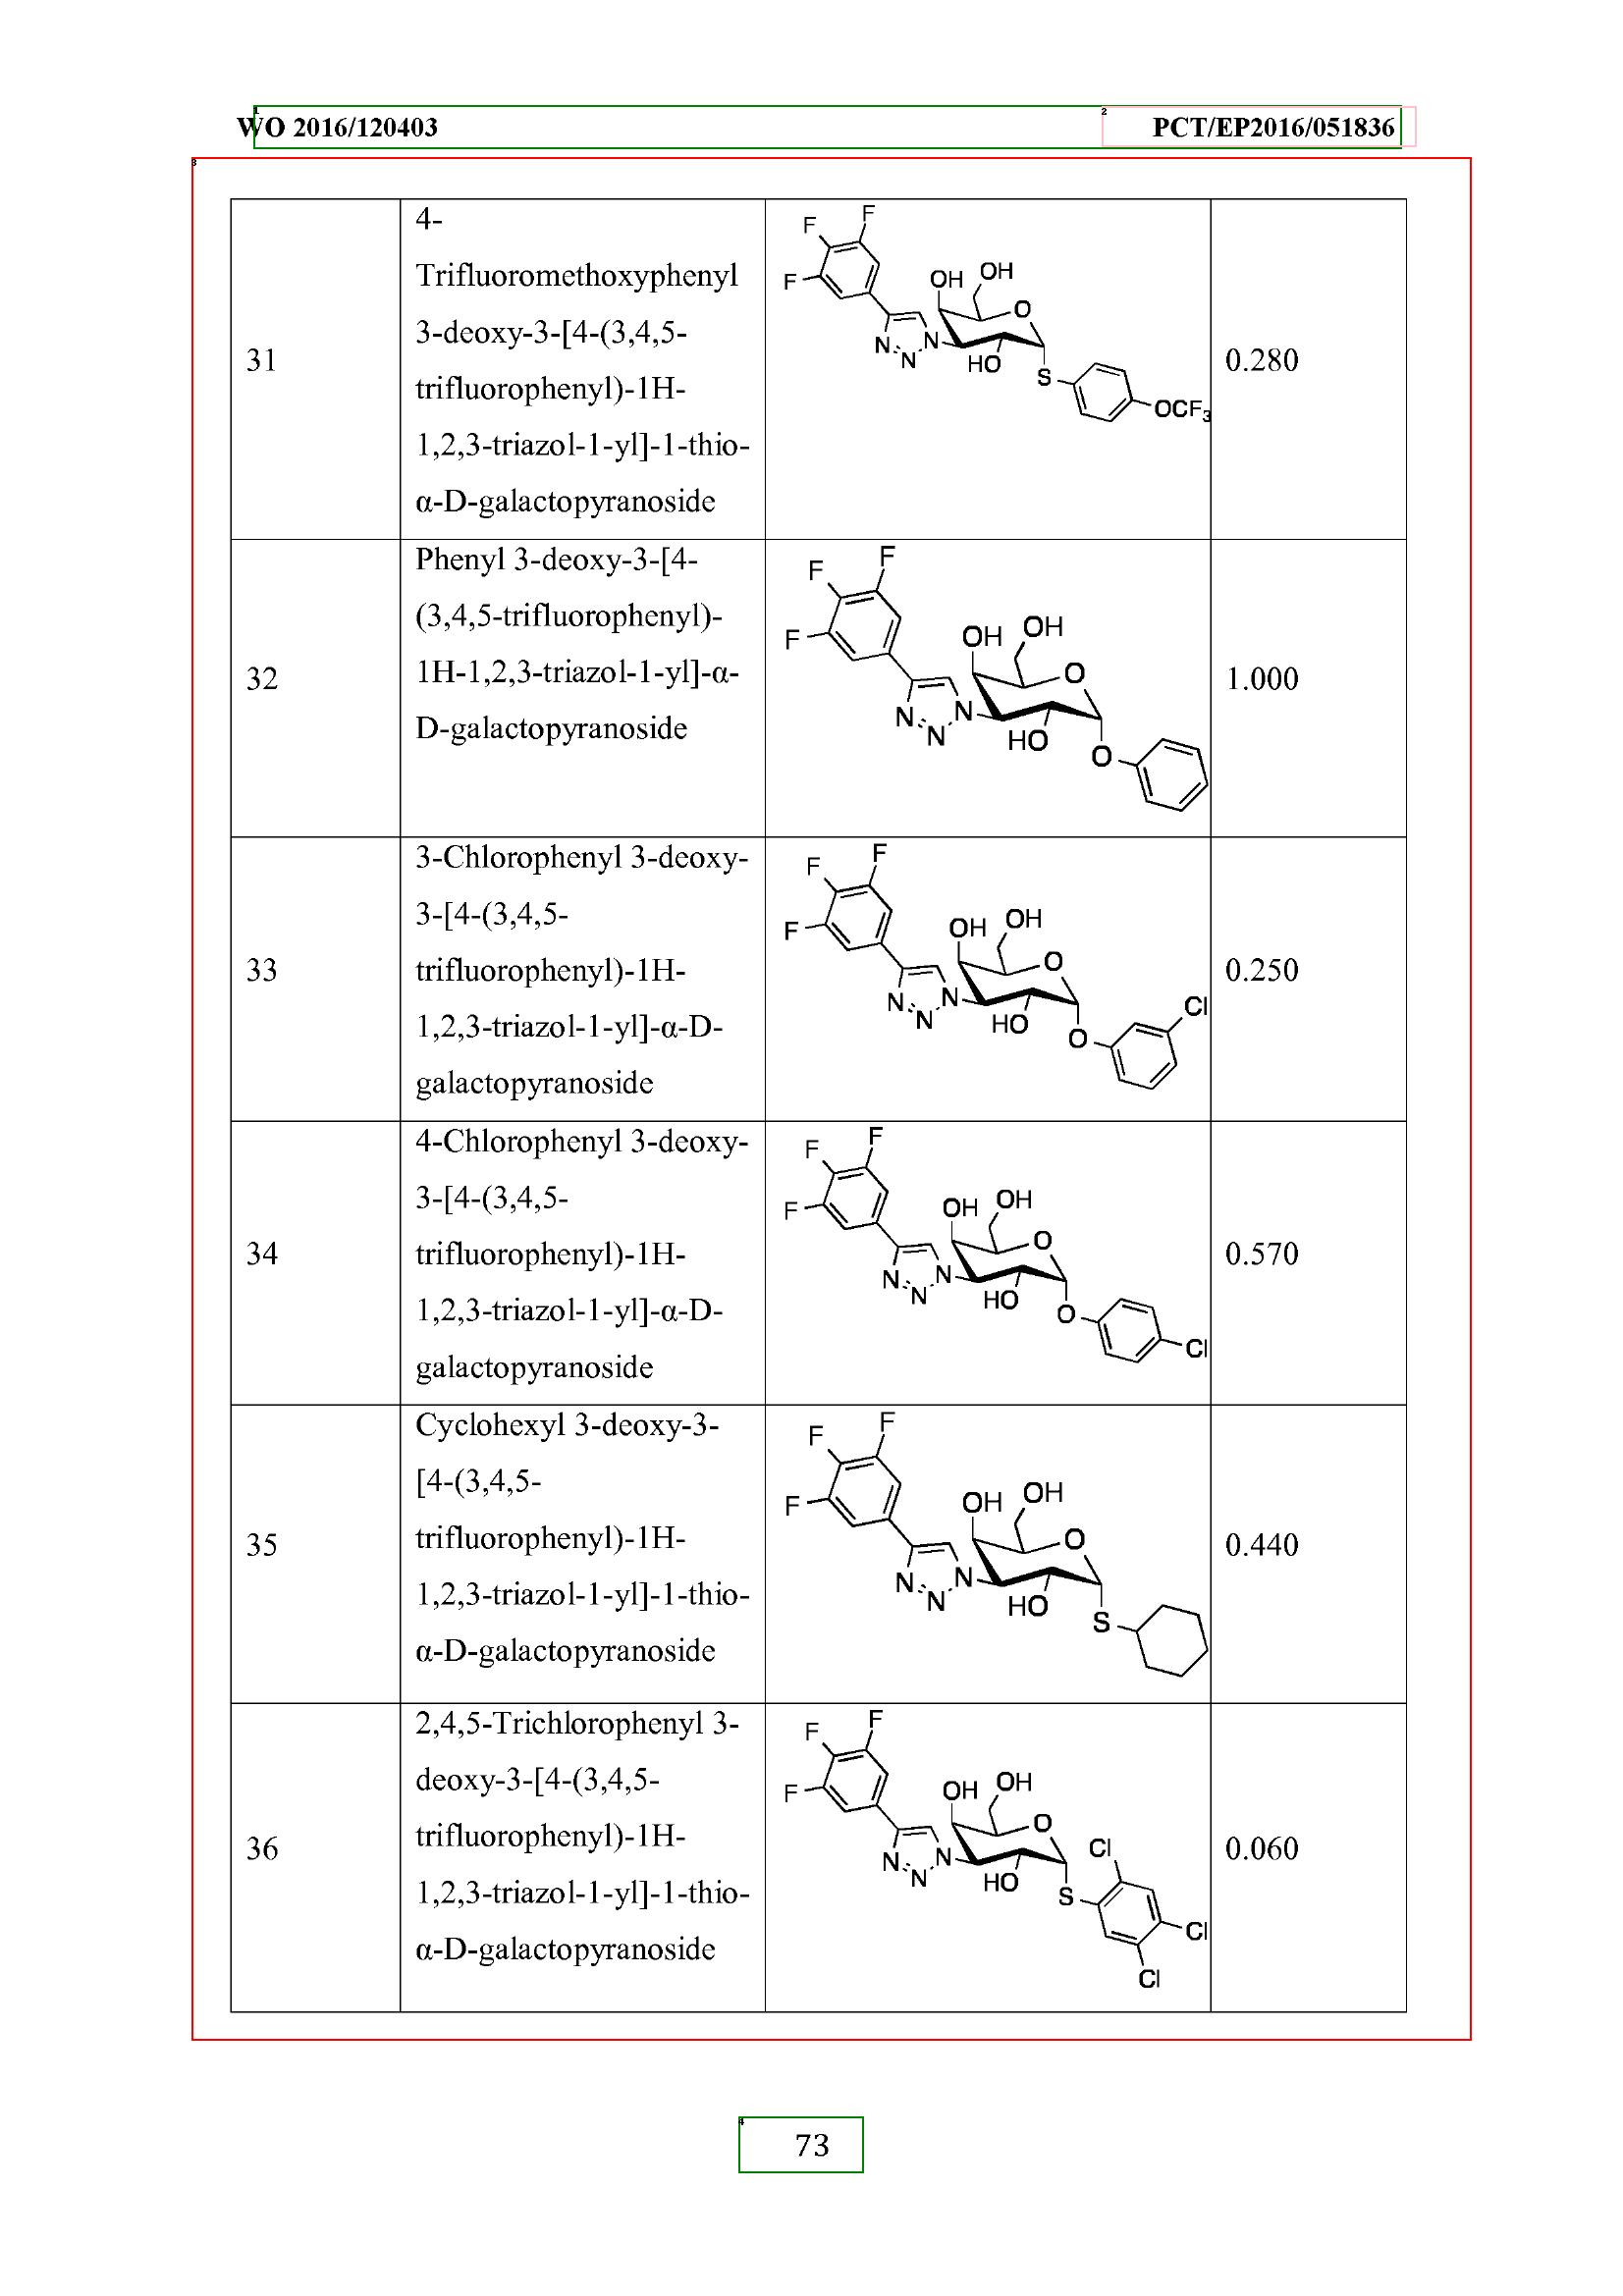 WO 2016/120403 PCT/EP2016/051836
31
4-
Trifluoromethoxyphenyl
3-deoxy-3-[4-(3,4,5-
trifluorophenyl)-1H-
1,2,3-triazol-1-yl]-1-thio-
α-D-galactopyranoside
F
F
F
OH
OH
O
N
N
N
HO
S
OCF3
0.280
32
Phenyl 3-deoxy-3-[4-
(3,4,5-trifluorophenyl)-
1H-1,2,3-triazol-1-yl]-α-
D-galactopyranoside
F
F
F
OH
OH
O
N
N
N
HO
O
1.000
33
3-Chlorophenyl 3-deoxy-
3-[4-(3,4,5-
trifluorophenyl)-1H-
1,2,3-triazol-1-yl]-α-D-
galactopyranoside
F
F
F
OH
OH
O
N
N
N
HO
O
Cl
0.250
34
4-Chlorophenyl 3-deoxy-
3-[4-(3,4,5-
trifluorophenyl)-1H-
1,2,3-triazol-1-yl]-α-D-
galactopyranoside
F
F
F
OH
OH
O
N
N
N
HO
O
Cl
0.570
35
Cyclohexyl 3-deoxy-3-
[4-(3,4,5-
trifluorophenyl)-1H-
1,2,3-triazol-1-yl]-1-thio-
α-D-galactopyranoside
F
F
F
OH
OH
O
N
N
N
HO
S
0.440
36
2,4,5-Trichlorophenyl 3-
deoxy-3-[4-(3,4,5-
trifluorophenyl)-1H-
1,2,3-triazol-1-yl]-1-thio-
α-D-galactopyranoside
F
F
F
OH
OH
O
N
N
N
HO
S
Cl
Cl
Cl
0.060
73
1
2
3
4